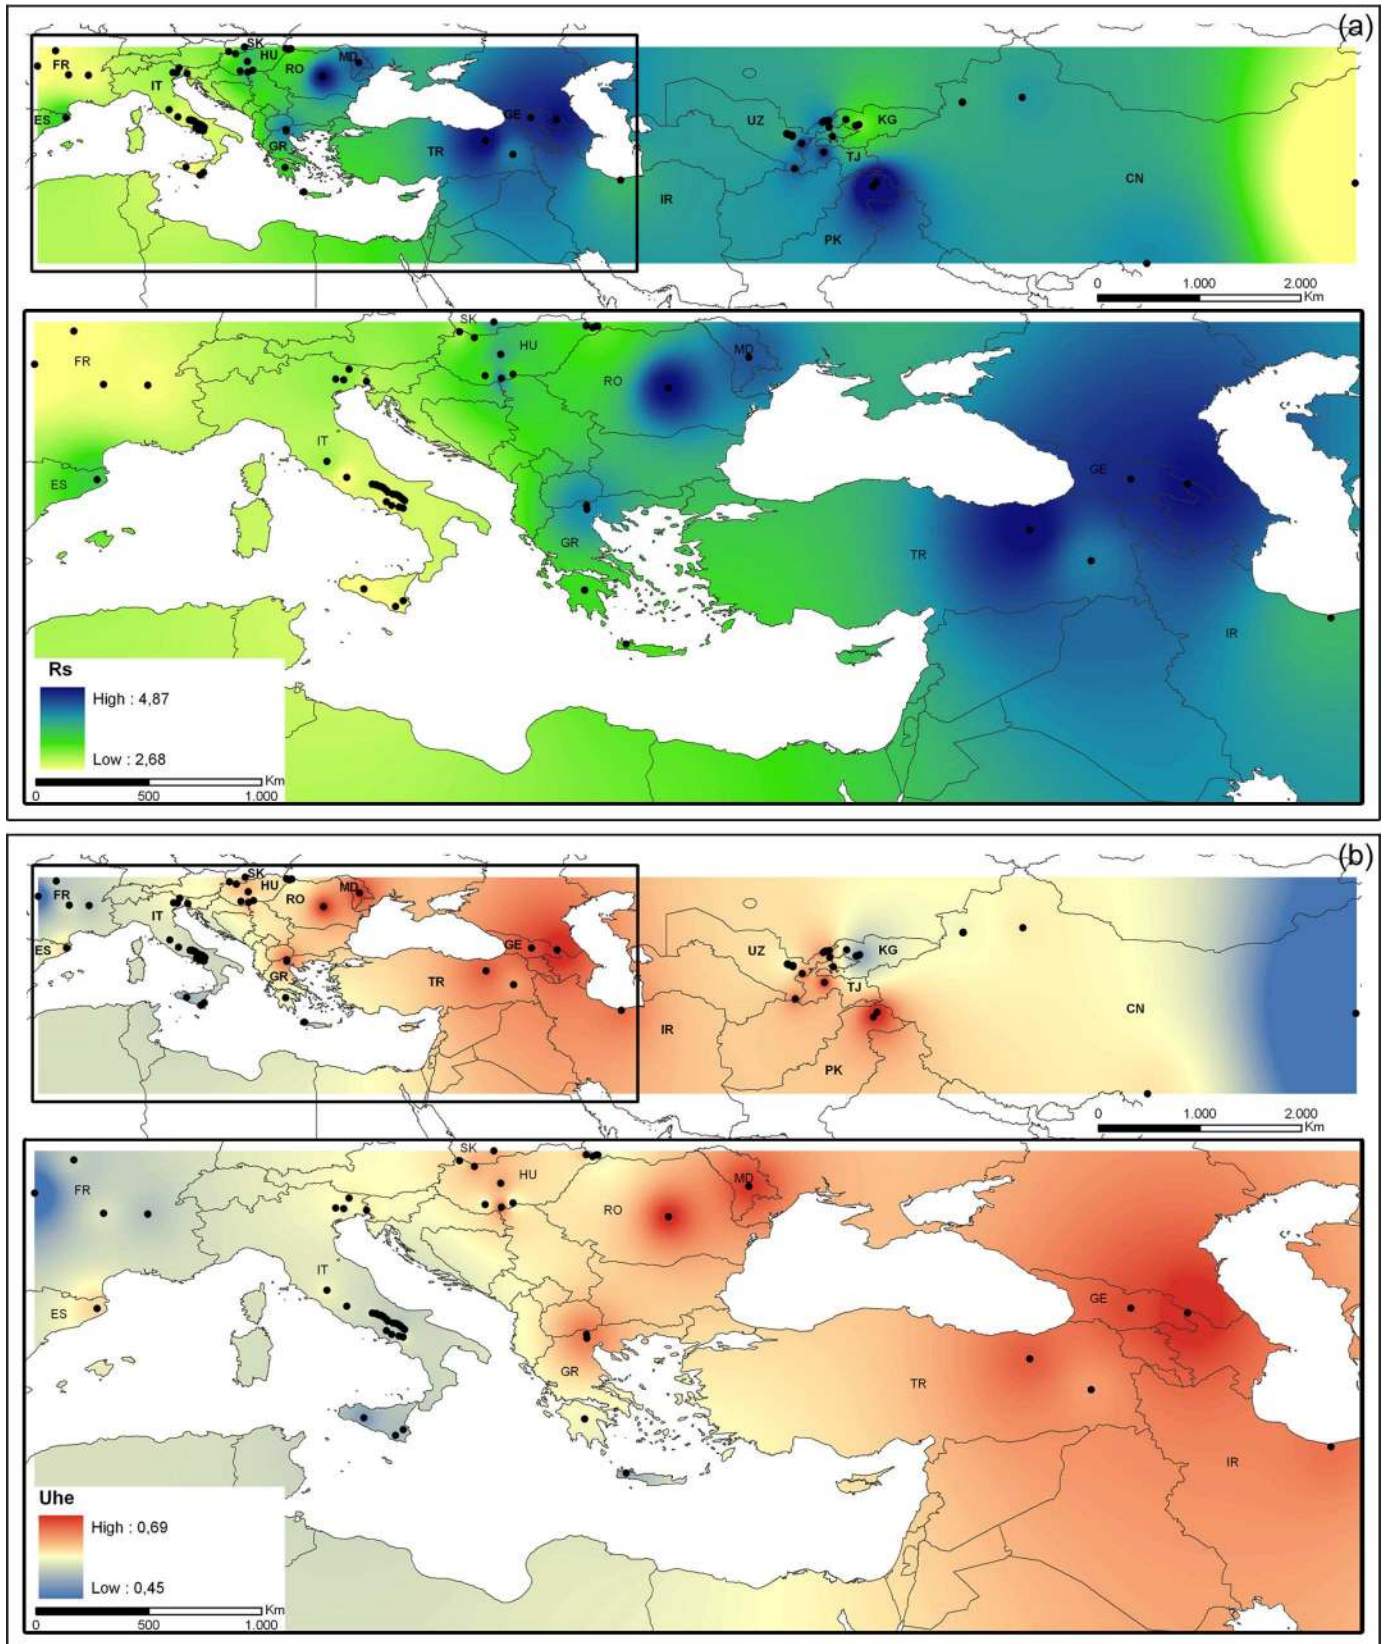 (a)
FR
SK
HU
MD
RO
IT
ES
GE
GR
TR
UZ
KG
TJ
IR
CN
PK
0 1.000 2.000
Km
SK
FR
HU
MD
RO
IT
ES
GE
GR
TR
IR
Rs
High : 4,87
Low : 2,68
Km
0 500 1.000
(b)
SK
FR
HU
MD
RO
IT
ES
GE
GR
TR
UZ
KG
TJ
IR
CN
PK
0 1.000 2.000
Km
SK
FR
HU
MD
RO
IT
ES
GE
GR
TR
IR
Uhe
High : 0,69
Low : 0,45
Km
0 500 1.000